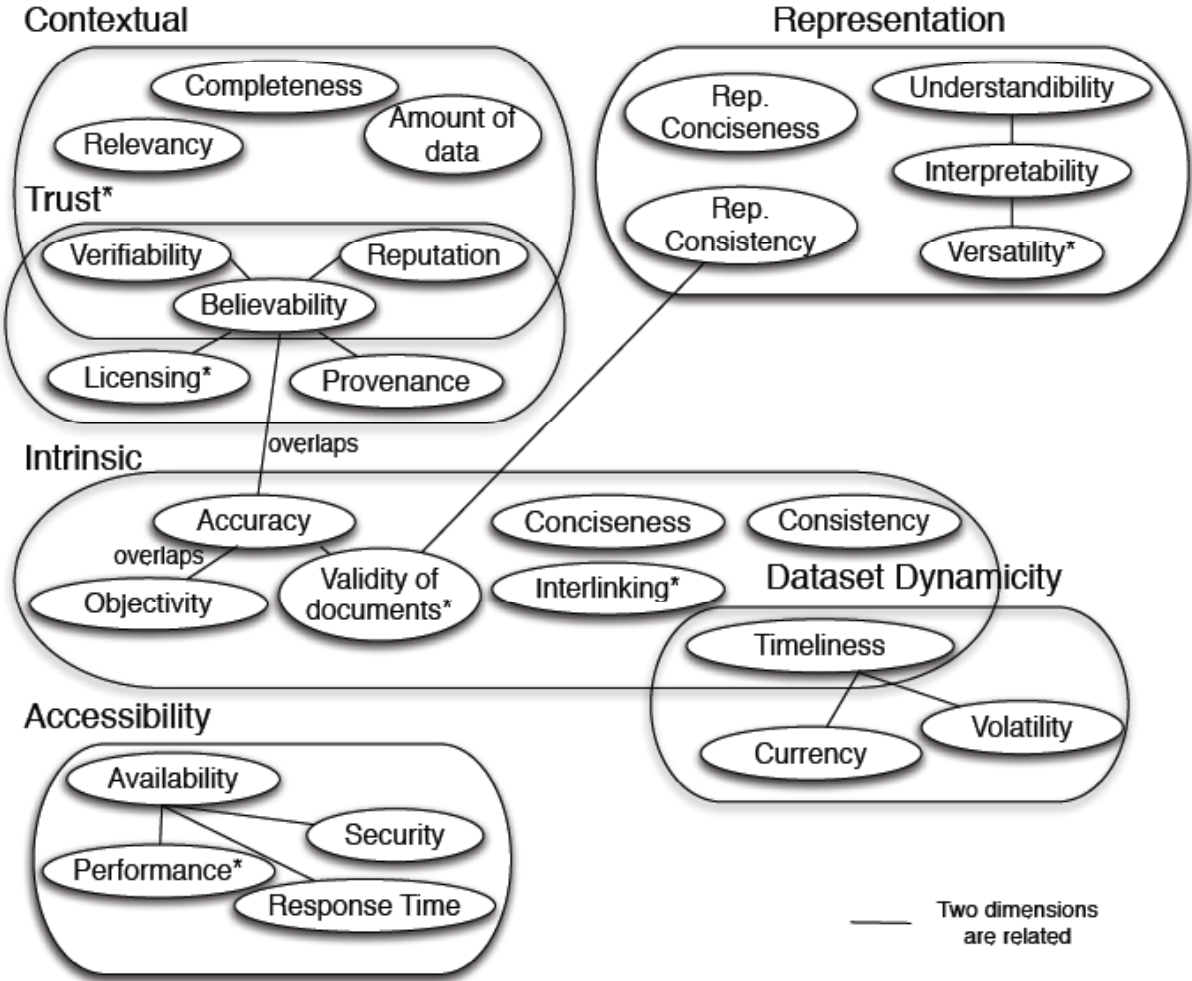 Contextual
Completeness
Amount of
data
Relevancy
Trust*
Verifiability
Reputation
Believability
Licensing*
Provenance
overlaps
Representation
Rep.
Conciseness
Understandibility
Interpretability
Rep.
Consistency
Versatility*
Intrinsic
Accuracy
Conciseness
Consistency
overlaps
Objectivity
Validity of
documents*
Interlinking*
Dataset Dynamicity
Timeliness
Volatility
Currency
Accessibility
Availability
Security
Performance*
Response Time
Two dimensions
are related